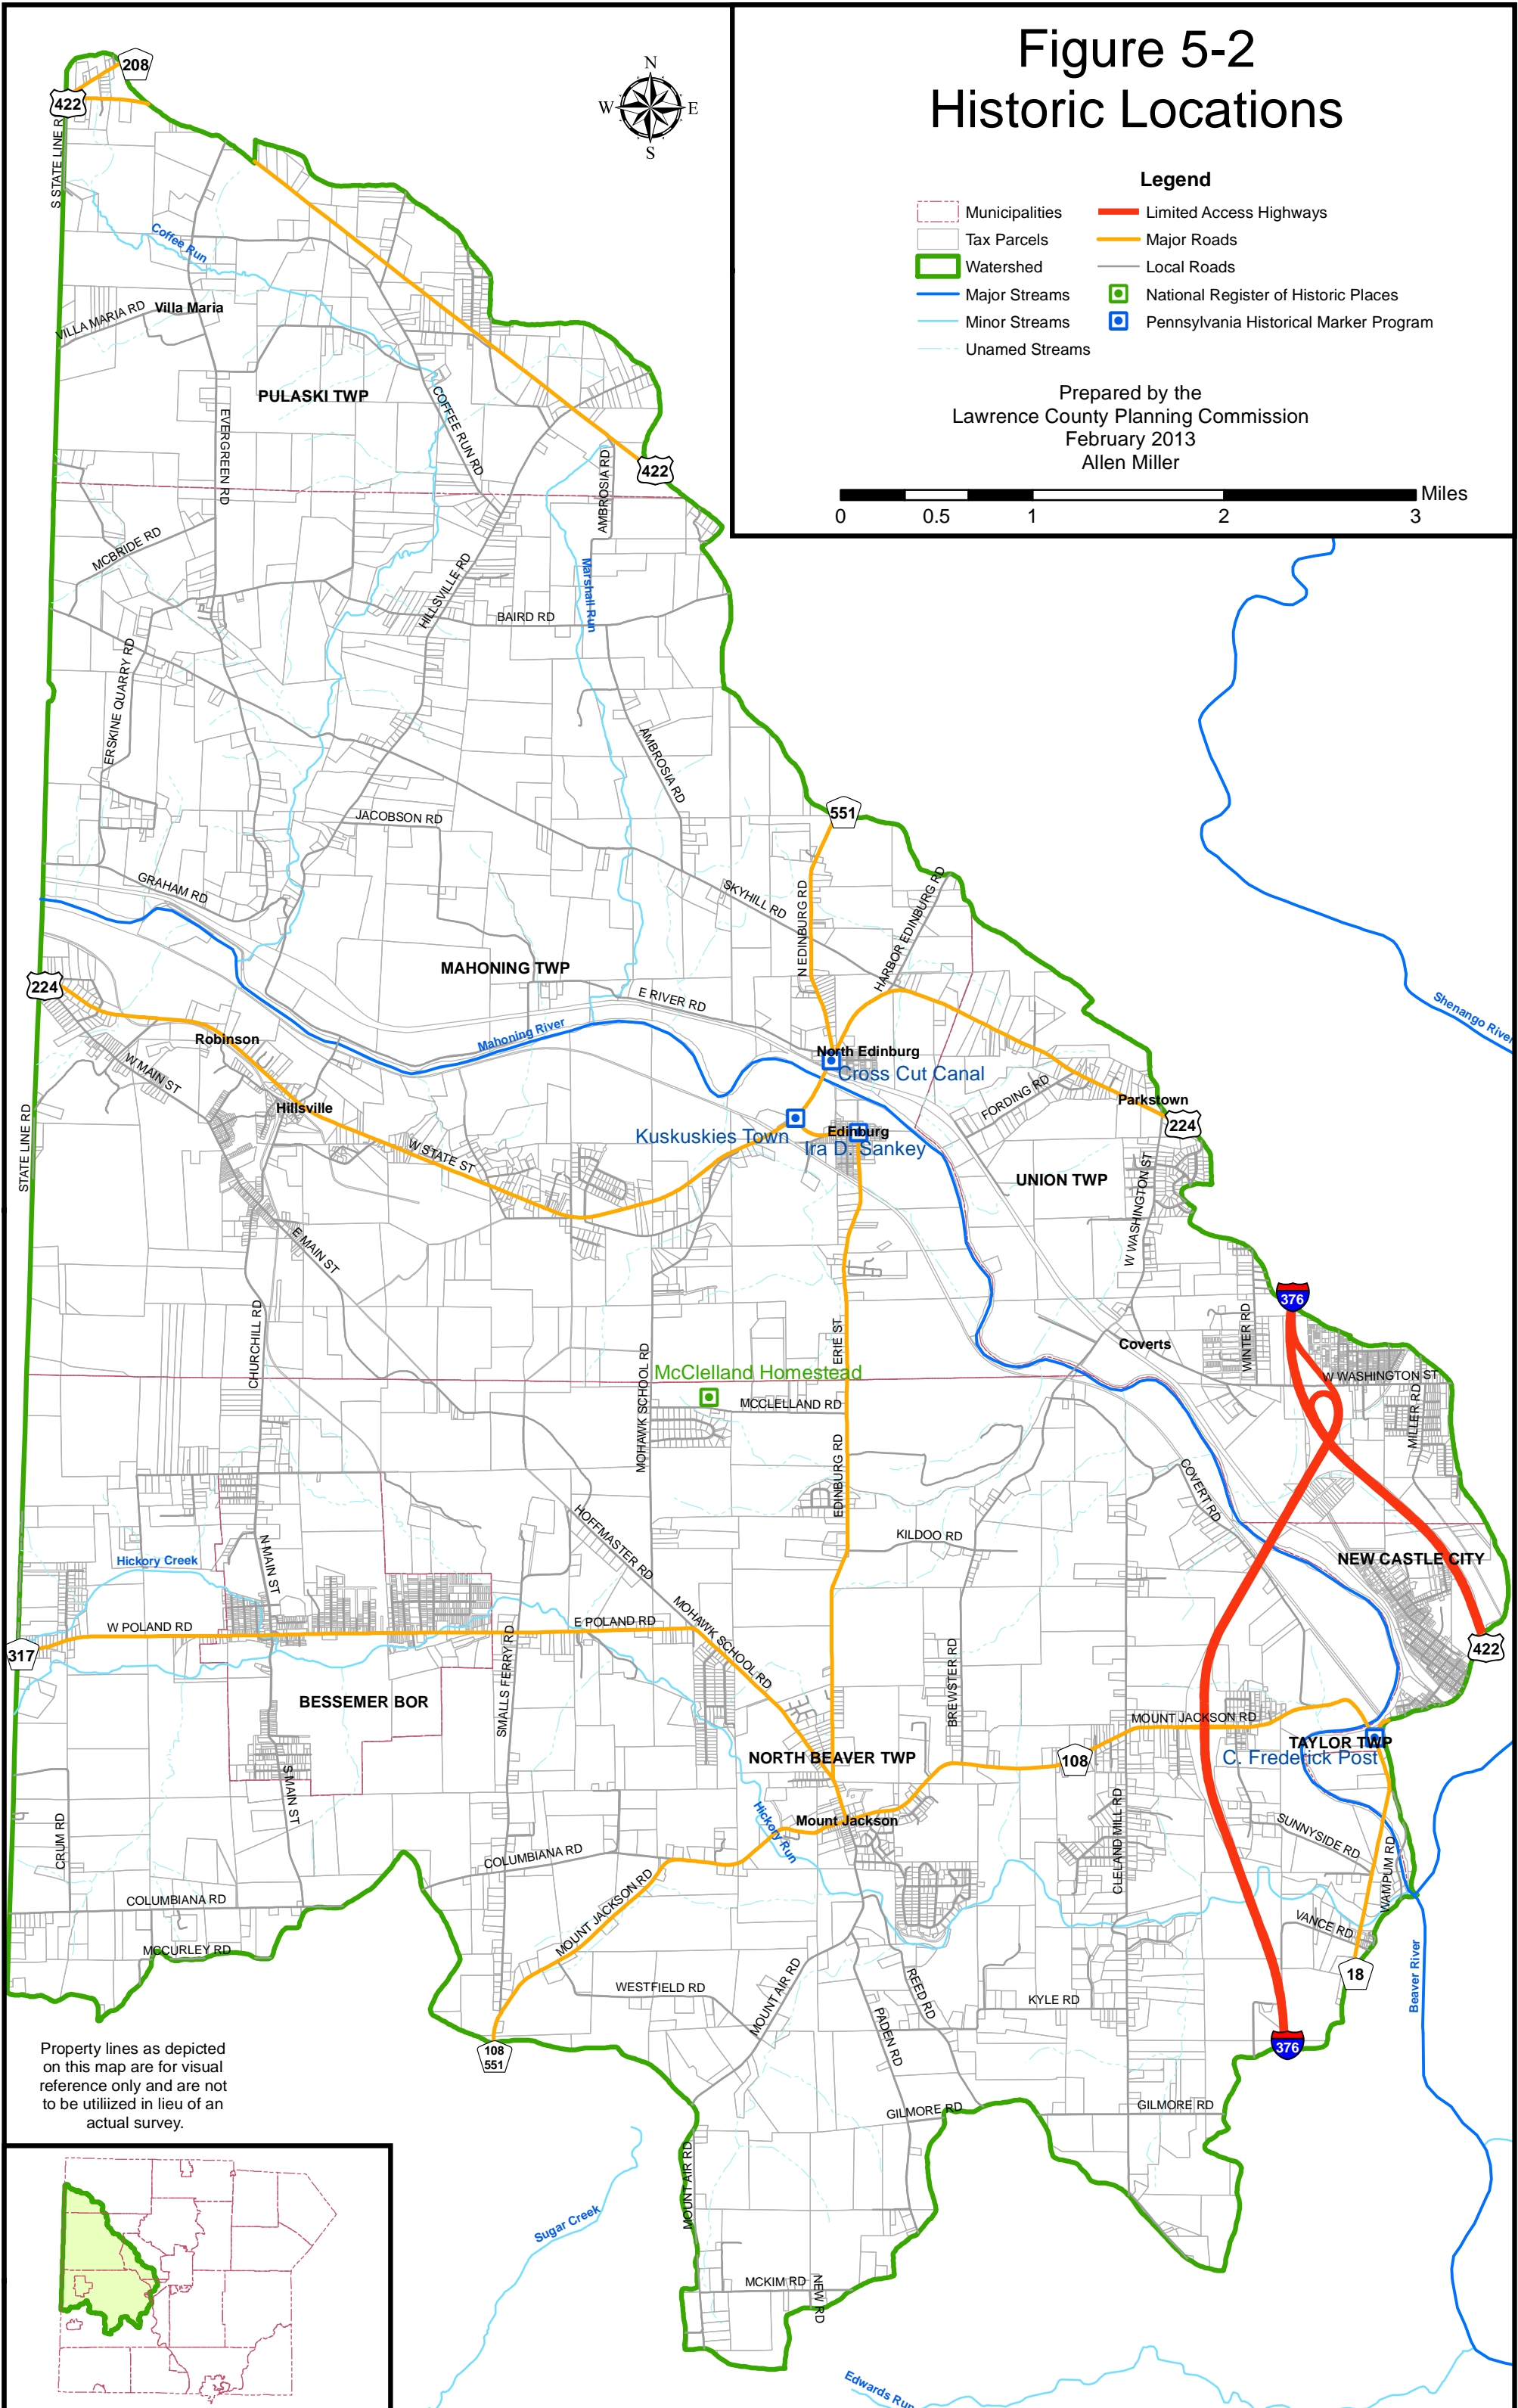 Figure 5-2
Historic Locations
Legend
Municipalities
Tax Parcels
Watershed
Major Streams
Minor Streams
Unamed Streams
Limited Access Highways
Major Roads
Local Roads
National Register of Historic Places
Pennsylvania Historical Marker Program
Prepared by the
Lawrence County Planning Commission
February 2013
Allen Miller
Miles
0
0.5
1
2
3
N
W
E
S
208
422
S STATE LINE R
Coffee Run
VILLA MARIA RD
Villa Maria
PULASKI TWP
EVERGREEN RD
COFFEE RUN RD
422
AMBROSIA RD
MCBRIDE RD
HILLSVILLE RD
Marshall Run
BAIRD RD
ERSKINE QUARRY RD
AMBROSIA RD
JACOBSON RD
551
GRAHAM RD
SKYHILL RD
N EDINBURG RD
HARBOR EDINBURG RD
MAHONING TWP
224
E RIVER RD
Mahoning River
Shenango River
Robinson
W MAIN ST
North Edinburg
Cross Cut Canal
FORDING RD
Parkstown
224
Hillsville
Kuskuskies Town
Edinburg
Ira D. Sankey
W STATE ST
STATE LINE RD
UNION TWP
W WASHINGTON ST
E MAIN ST
376
CHURCHILL RD
ERIE ST
Coverts
WINTER RD
MOHAWK SCHOOL RD
McClelland Homestead
MCCLELLAND RD
W WASHINGTON ST
MILLER RD
EDINBURG RD
COVERT RD
HOFFMASTER RD
KILDOO RD
N MAIN ST
Hickory Creek
NEW CASTLE CITY
W POLAND RD
E POLAND RD
MOHAWK SCHOOL RD
317
422
SMALLS FERRY RD
BREWSTER RD
BESSEMER BOR
MOUNT JACKSON RD
NORTH BEAVER TWP
108
TAYLOR TWP
C. Frederick Post
S MAIN ST
Mount Jackson
Hickory Run
CRUM RD
COLUMBIANA RD
CLELAND MILL RD
SUNNYSIDE RD
WAMPUM RD
COLUMBIANA RD
MOUNT JACKSON RD
VANCE RD
MCCURLEY RD
18
WESTFIELD RD
MOUNT AIR RD
REED RD
KYLE RD
Beaver River
PADEN RD
108
551
376
Property lines as depicted
on this map are for visual
reference only and are not
to be utiliized in lieu of an
actual survey.
GILMORE RD
GILMORE RD
MOUNT AIR RD
Sugar Creek
MCKIM RD
NEW RD
Edwards Run